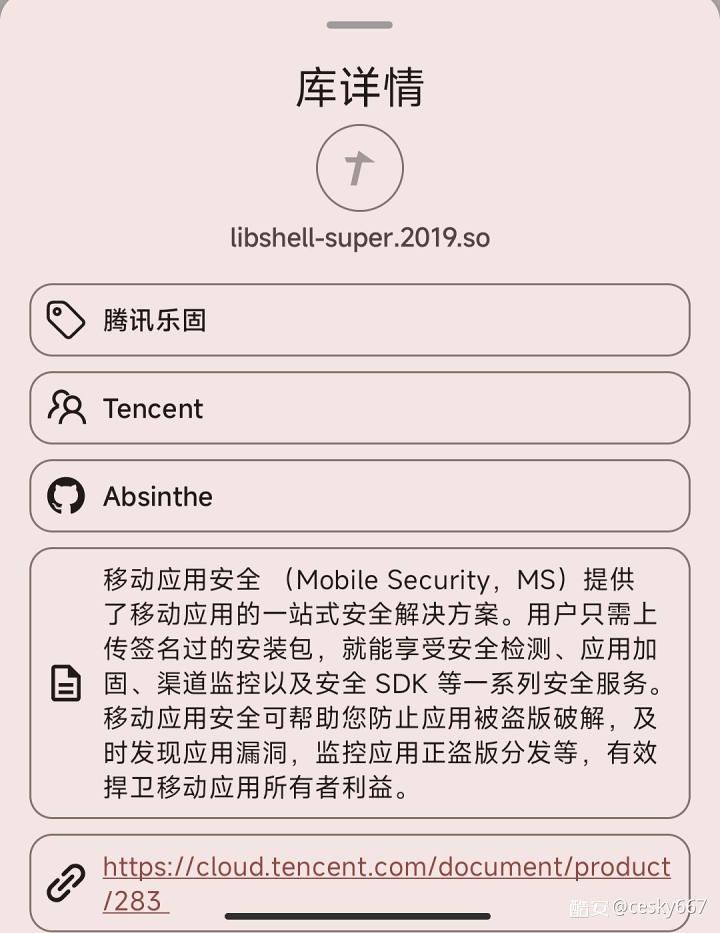 库详情
libshell-super.2019.so
腾讯乐固
Tencent
Absinthe
移动应用安全 （Mobile Security，MS）提供
了移动应用的一站式安全解决方案。用户只需上
传签名过的安装包，就能享受安全检测、应用加
固、渠道监控以及安全 SDK 等一系列安全服务。
移动应用安全可帮助您防止应用被盗版破解，及
时发现应用漏洞，监控应用正盗版分发等，有效
捍卫移动应用所有者利益。
https://cloud.tencent.com/document/product
/283
酷安 @cesky667